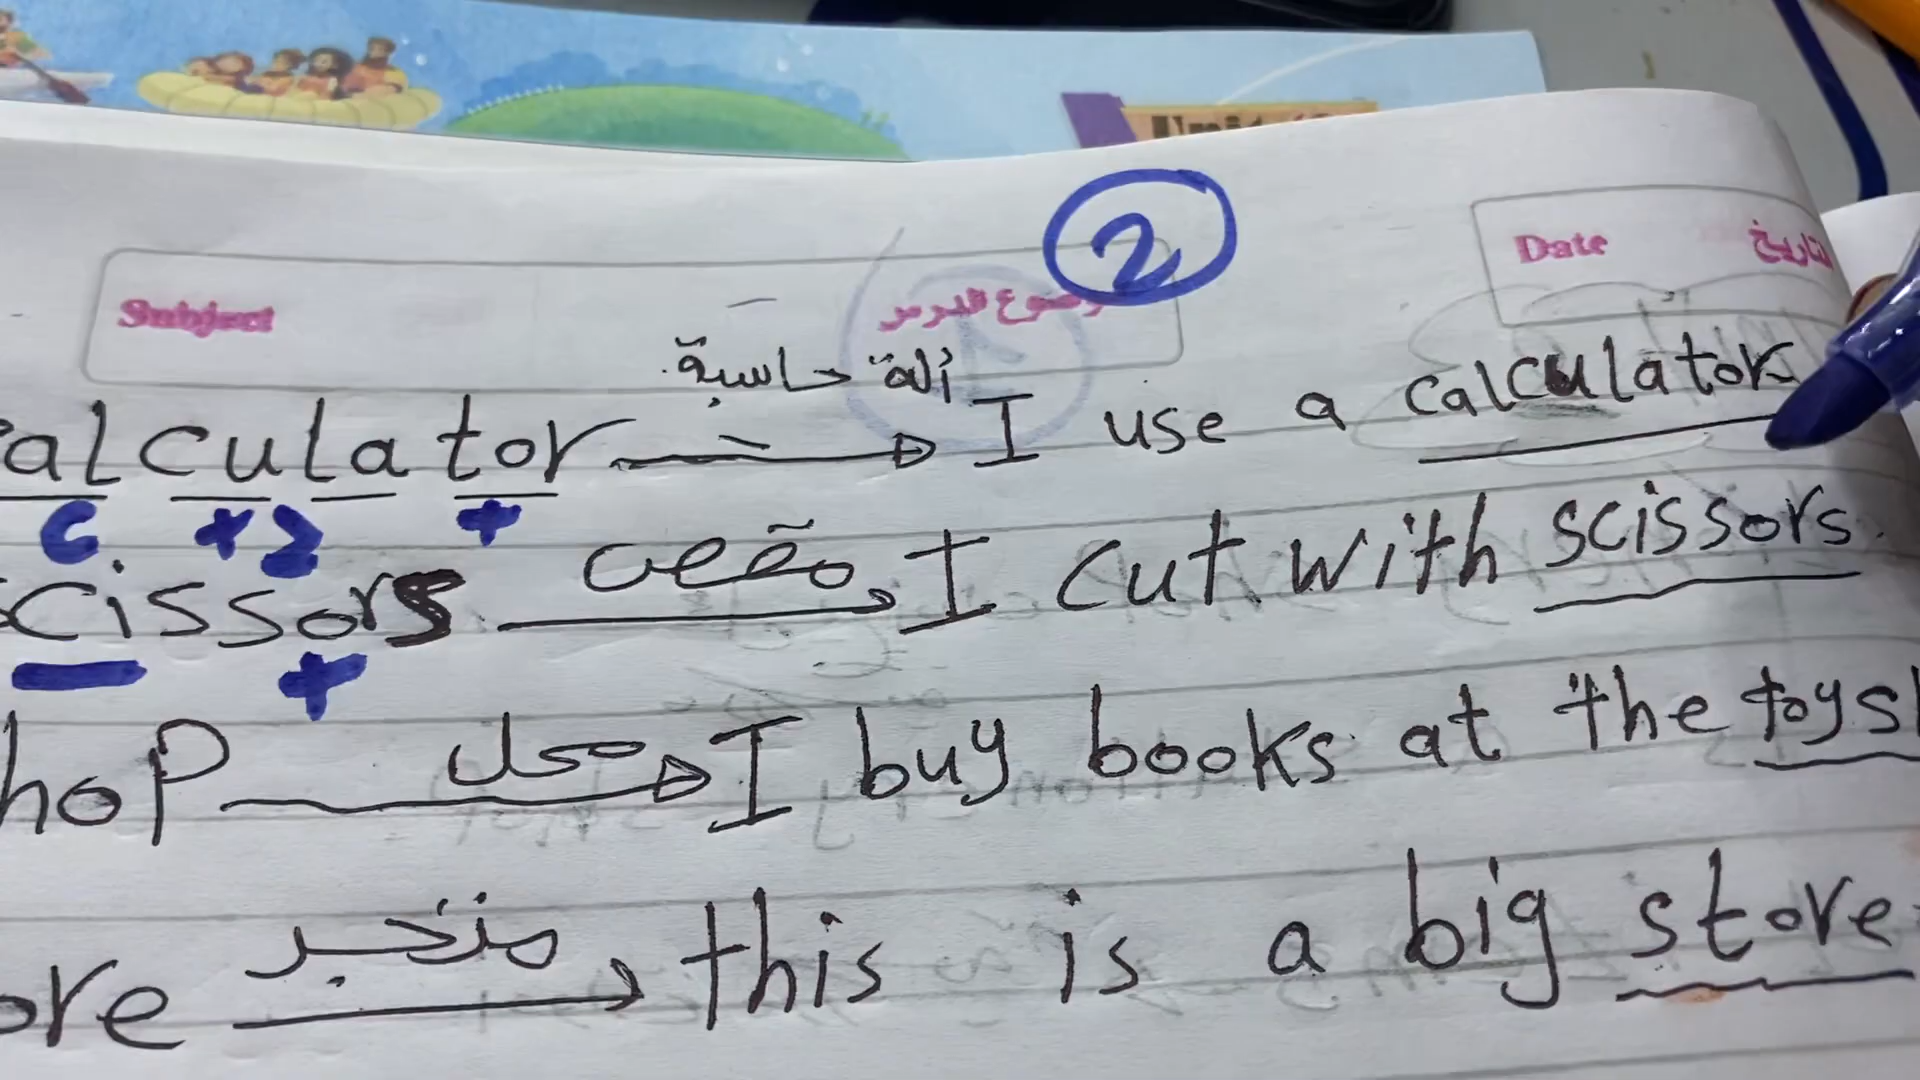 2
Date التاريخ
Subject موضوع الدرس
alculator آلة حاسبة I use a calculator
scissors مقص I cut with scissors.
hop محل I buy books at the toys
ore متجر this is a big store